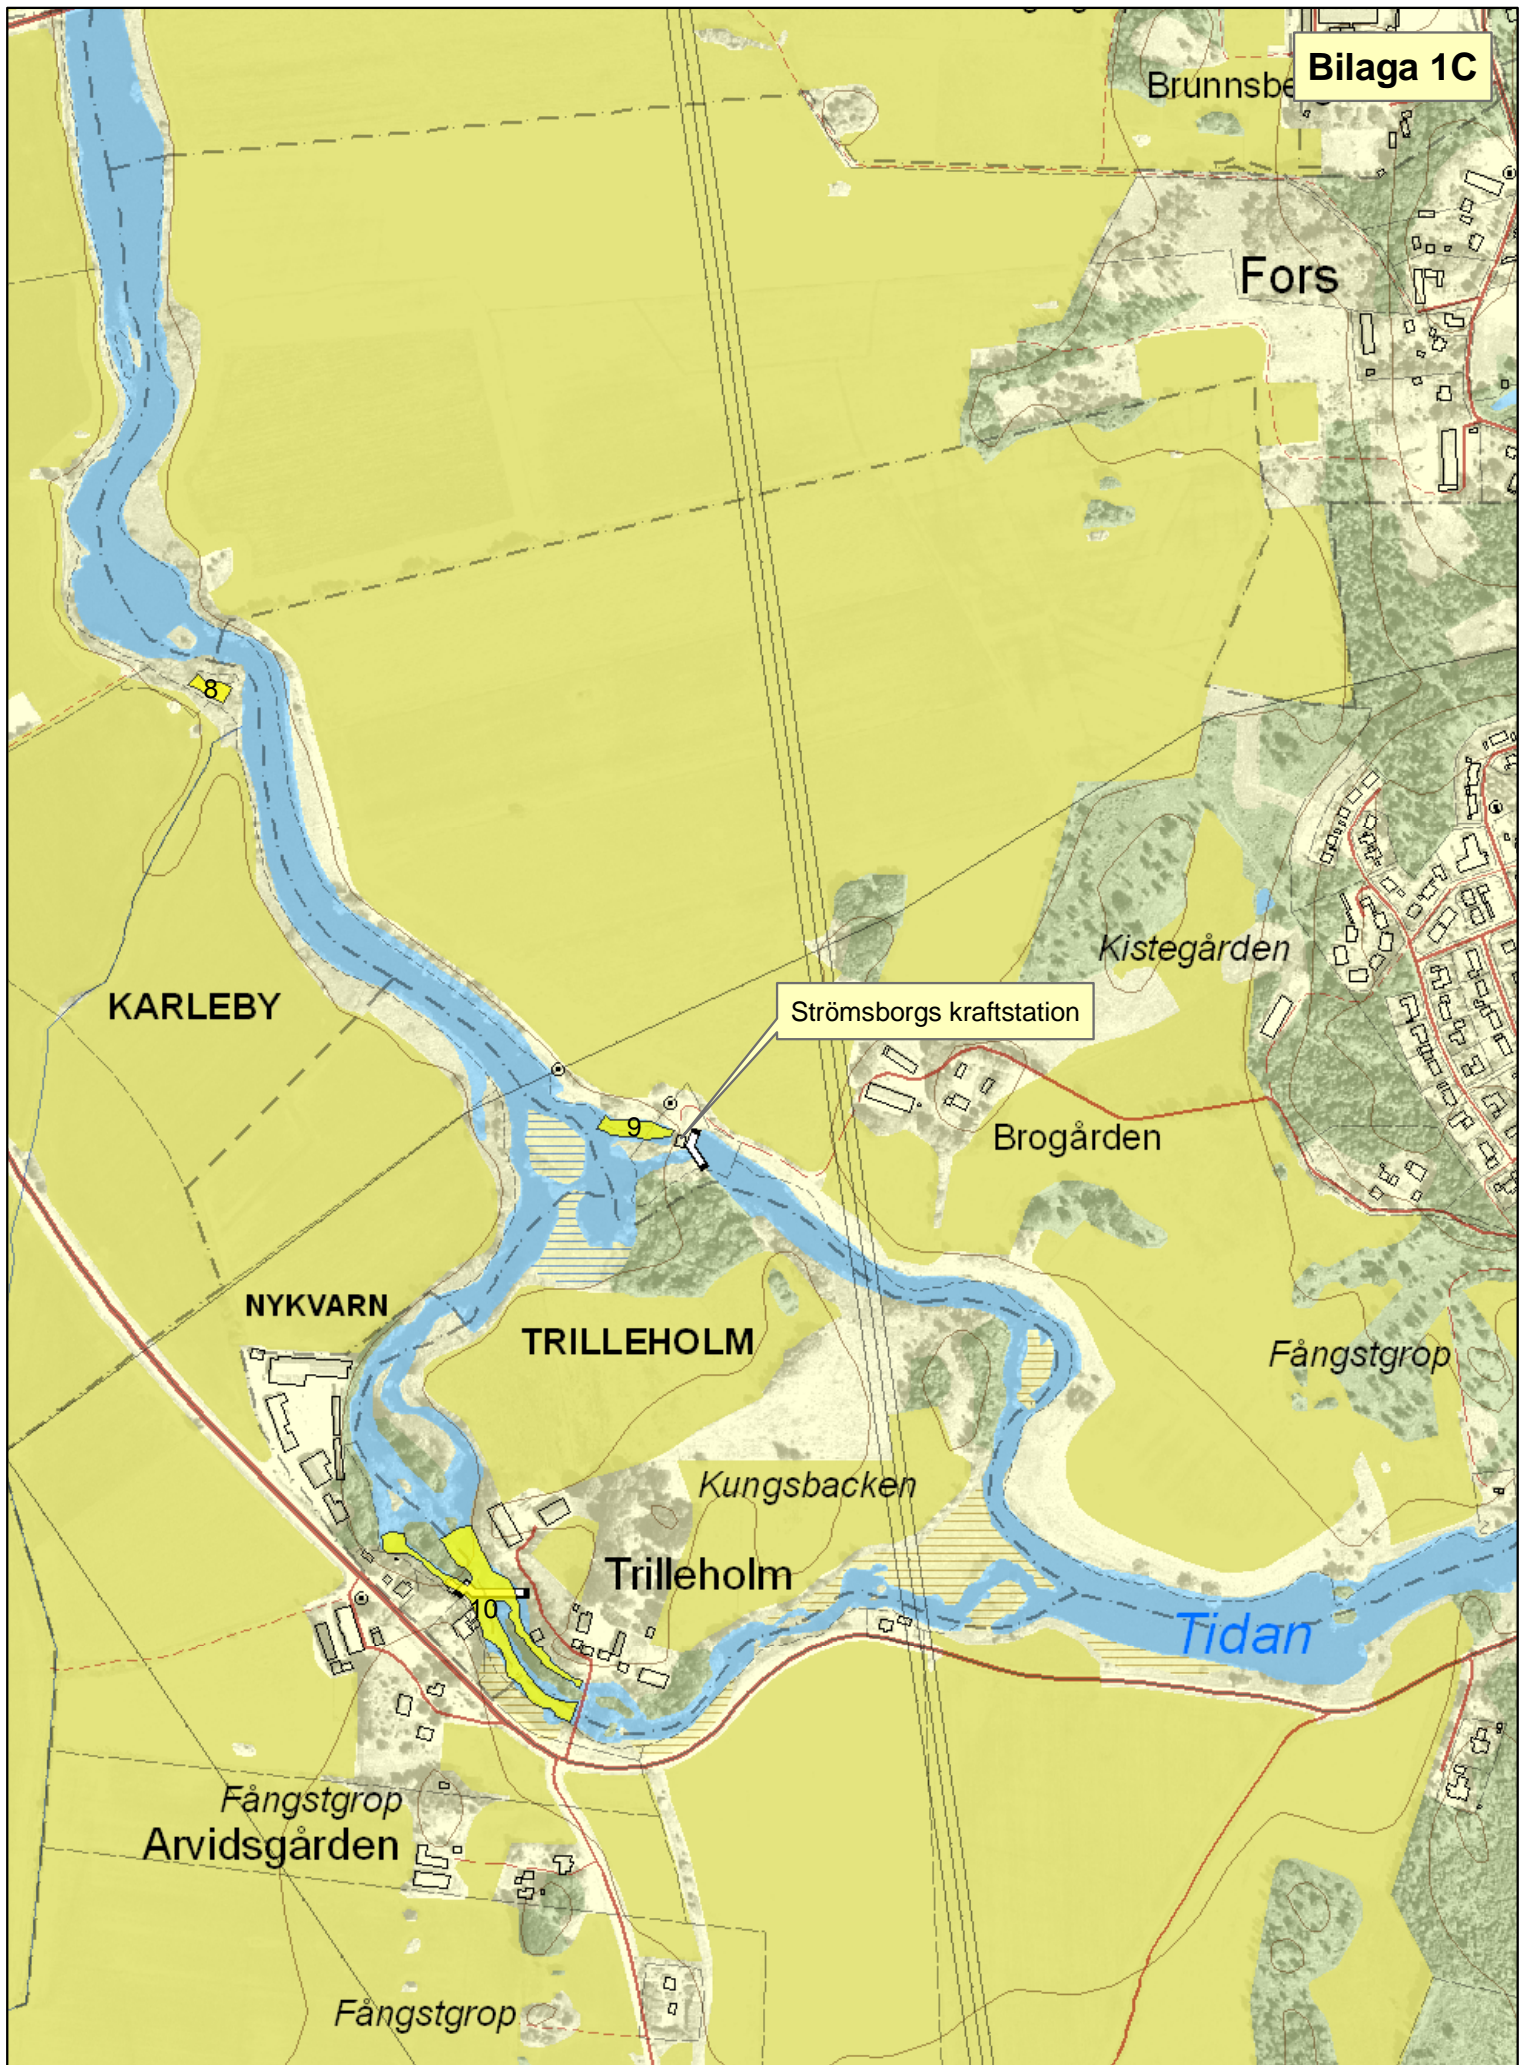 Bilaga 1C
Fors
8
Kistegården
KARLEBY
Strömsborgs kraftstation
9
Brogården
NYKVARN
TRILLEHOLM
Fångstgrop
Kungsbacken
Trilleholm
10
Tidan
Fångstgrop
Arvidsgården
Fångstgrop